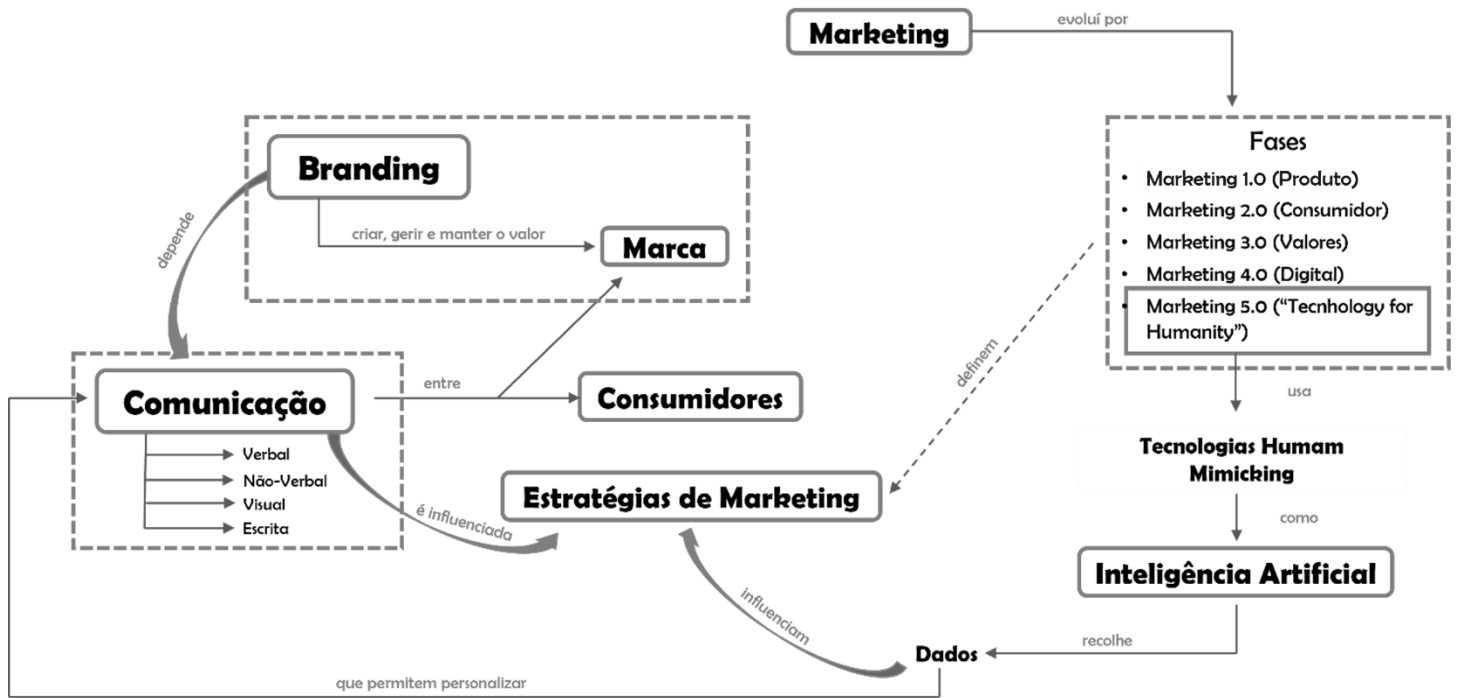 Marketing
evoluí por
Fases
• Marketing 1.0 (Produto)
• Marketing 2.0 (Consumidor)
• Marketing 3.0 (Valores)
• Marketing 4.0 (Digital)
• Marketing 5.0 (“Tecnhology for
Humanity”)
Branding
criar, gerir e manter o valor
Marca
depende
Comunicação
Verbal
Não-Verbal
Visual
Escrita
entre
Consumidores
definem
usa
Tecnologias Humam
Mimicking
Estratégias de Marketing
é influenciada
como
Inteligência Artificial
influenciam
recolhe
Dados
que permitem personalizar